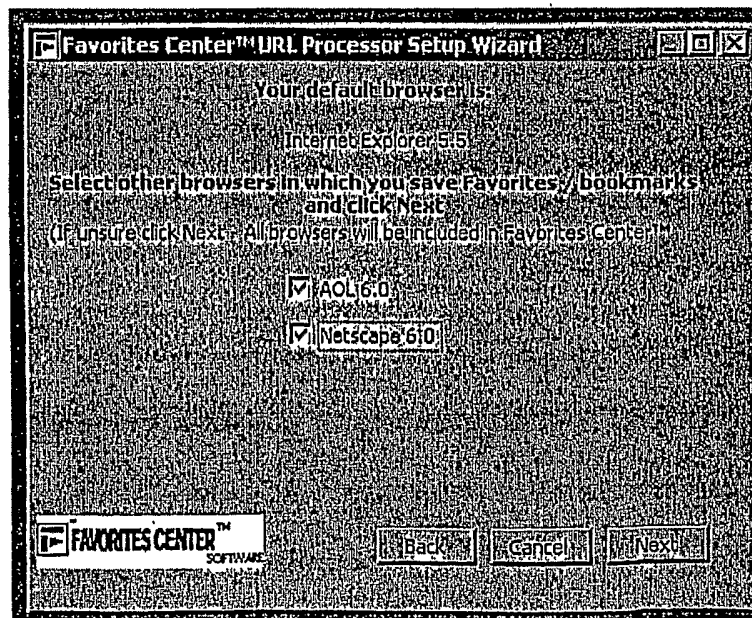 Favorites Center™ URL Processor Setup Wizard
Your default browser is:
Internet Explorer 5.5
Select other browsers in which you save Favorites / bookmarks
and click Next
(If unsure click Next. All browsers will be included in Favorites Center™
AOL 6.0
Netscape 6.0
FAVORITES CENTER™
SOFTWARE
Back Cancel Next